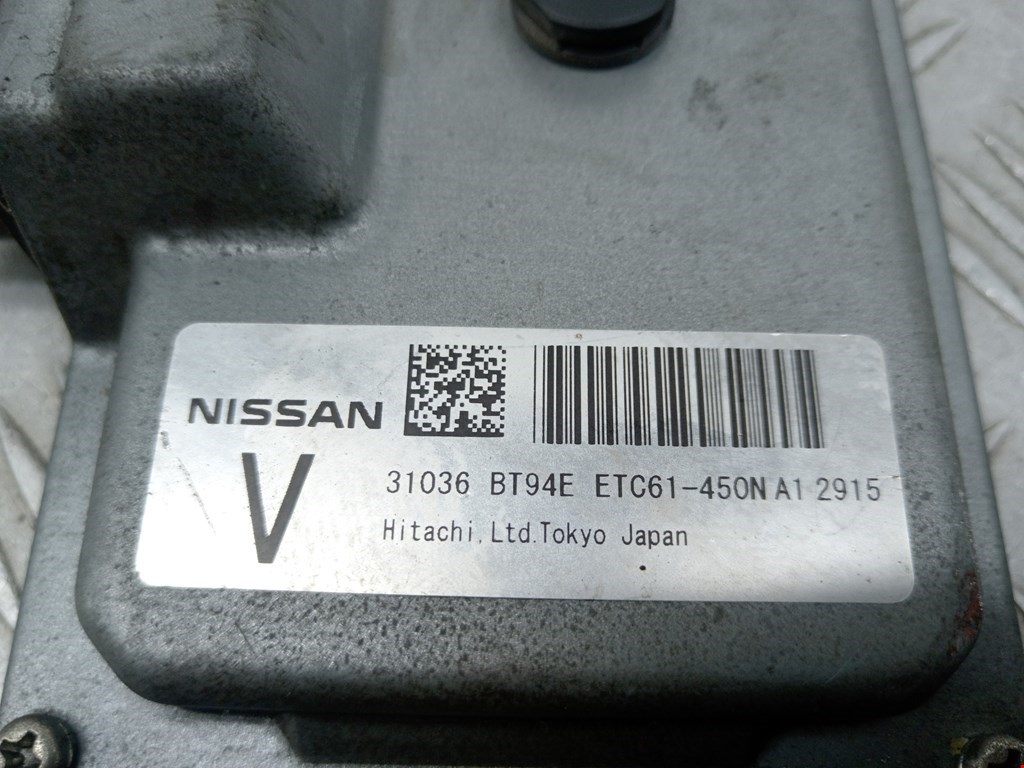 NISSAN
V
31036 BT94E ETC61-450N A1 2915
Hitachi,Ltd.Tokyo Japan